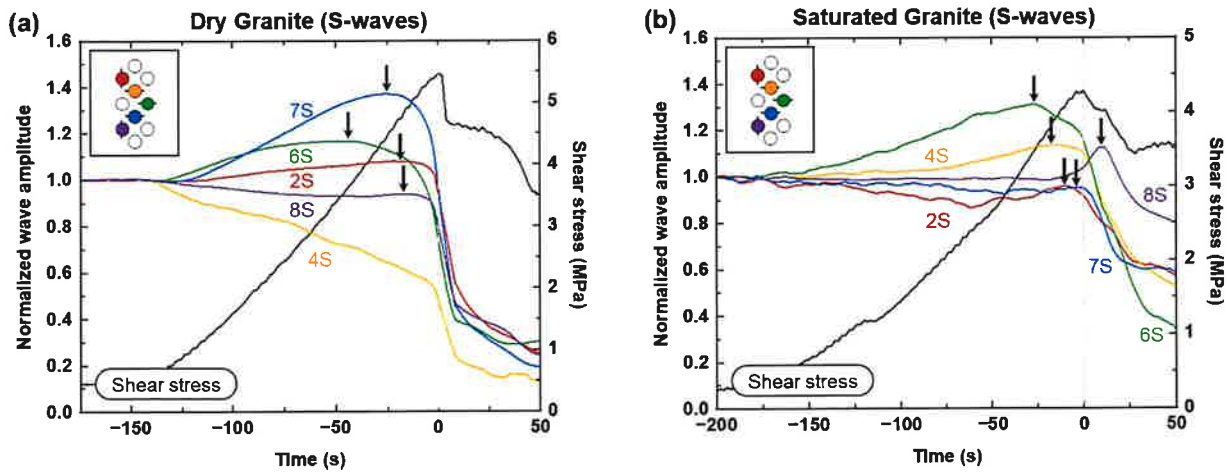 (a)
Dry Granite (S-waves)
Normalized wave amplitude
1.6
1.4
1.2
1.0
0.8
0.6
0.4
0.2
0.0
7S
6S
2S
8S
4S
Shear stress
6
5
4
3
2
1
0
Shear stress (MPa)
−150
−100
−50
0
50
Time (s)
(b)
Saturated Granite (S-waves)
Normalized wave amplitude
1.6
1.4
1.2
1.0
0.8
0.6
0.4
0.2
0.0
4S
8S
2S
7S
6S
Shear stress
5
4
3
2
1
0
Shear stress (MPa)
−200
−150
−100
−50
0
50
Time (s)